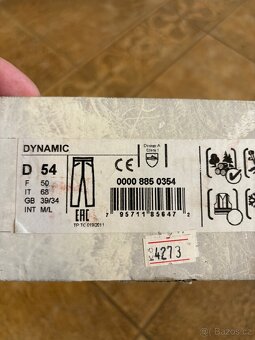 DYNAMIC
D 54
F 50
IT 68
GB 39/34
INT M/L
EAC
TP TC 019/2011
CE
0000 885 0354
7 95711 85647 2
4273